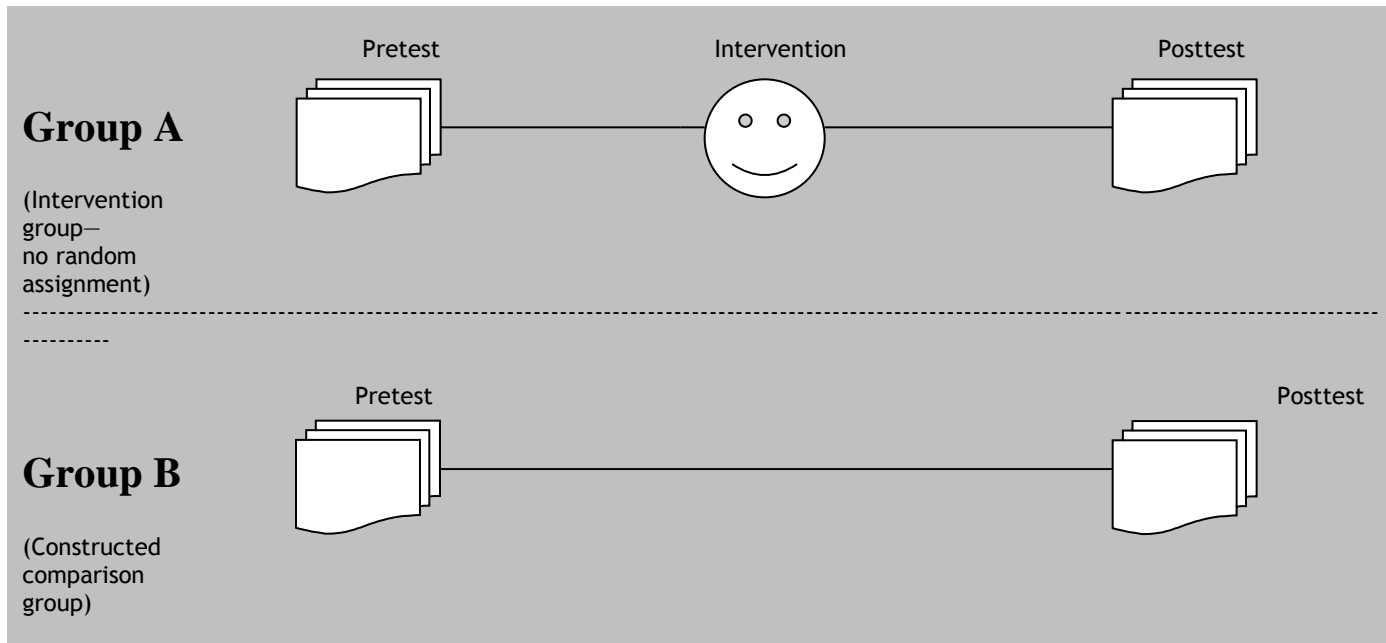 Pretest Intervention Posttest
Group A
(Intervention
group—
no random
assignment)
--------------------------------------------------------------------------------------------------------------------------- -----------------------------
----------
Pretest Posttest
Group B
(Constructed
comparison
group)